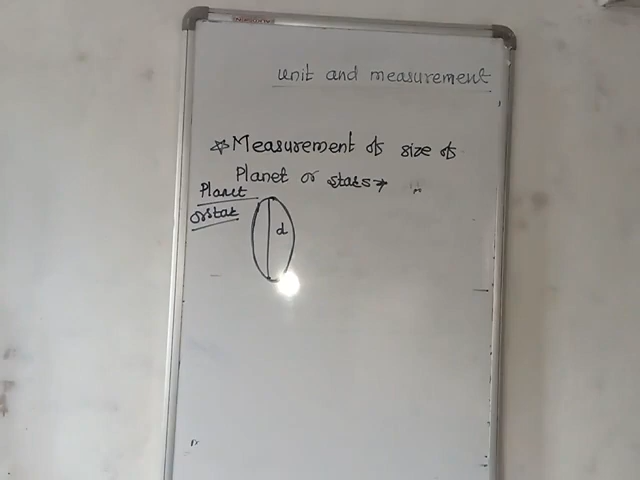 unit and measurement
☆ Measurement of size of
Planet or stars→
Planet
or star
d